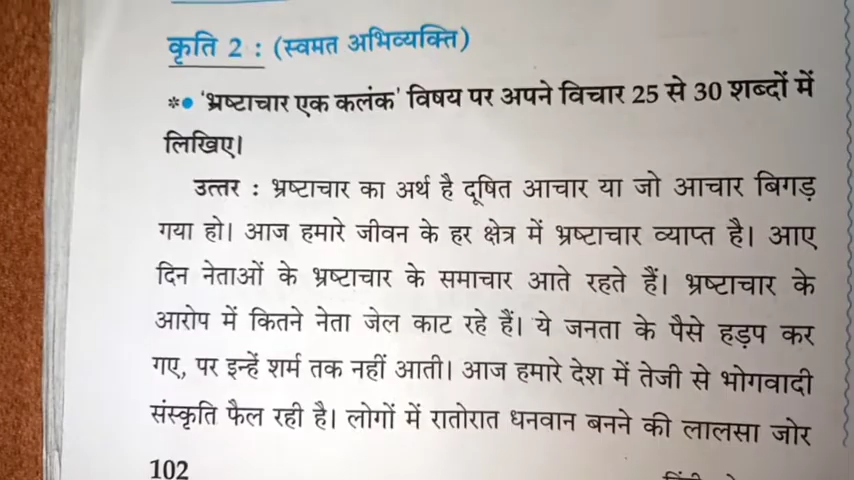 कृति 2 : (स्वमत अभिव्यक्ति)
*● 'भ्रष्टाचार एक कलंक' विषय पर अपने विचार 25 से 30 शब्दों में
लिखिए।
उत्तर : भ्रष्टाचार का अर्थ है दूषित आचार या जो आचार बिगड़
गया हो। आज हमारे जीवन के हर क्षेत्र में भ्रष्टाचार व्याप्त है। आए
दिन नेताओं के भ्रष्टाचार के समाचार आते रहते हैं। भ्रष्टाचार के
आरोप में कितने नेता जेल काट रहे हैं। ये जनता के पैसे हड़प कर
गए, पर इन्हें शर्म तक नहीं आती। आज हमारे देश में तेजी से भोगवादी
संस्कृति फैल रही है। लोगों में रातोरात धनवान बनने की लालसा जोर
102